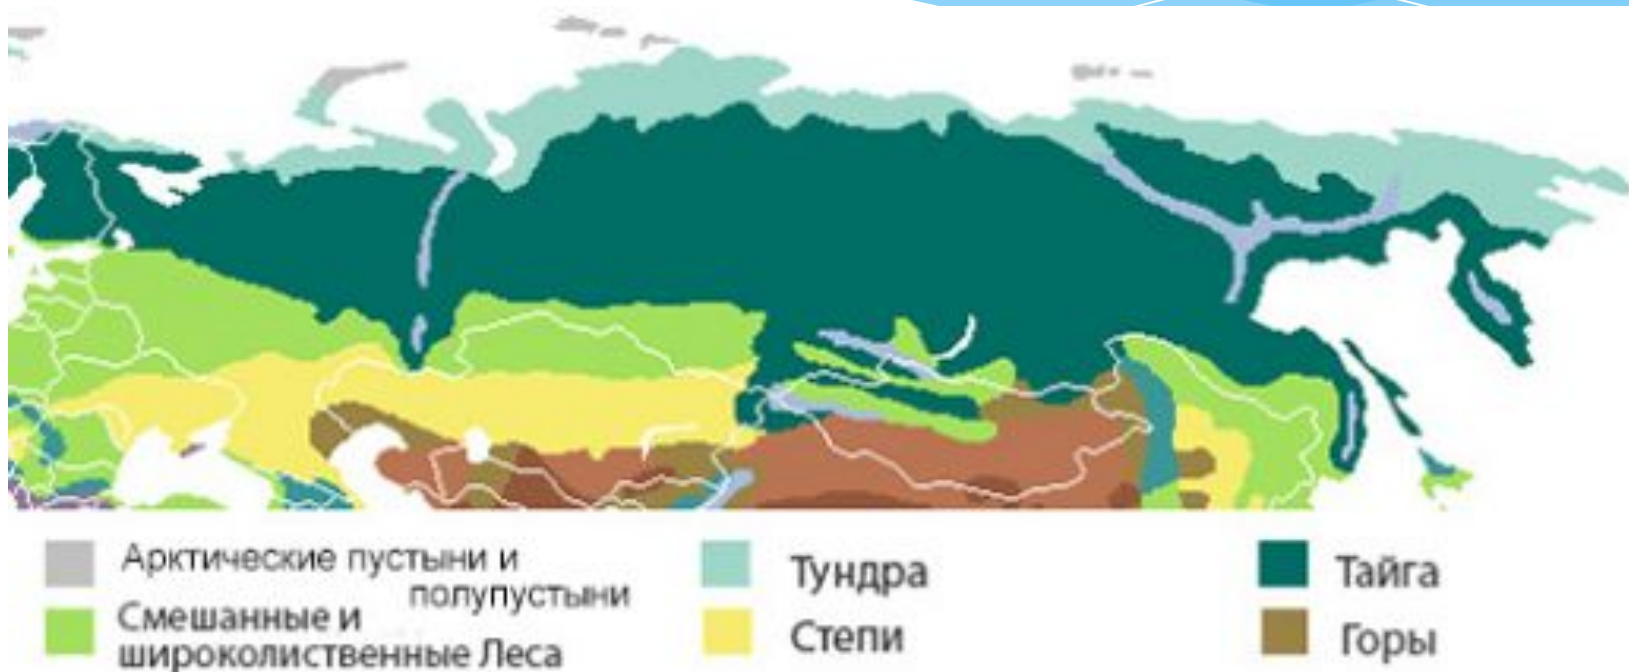 Арктические пустыни и
полупустыни
Смешанные и
широколиственные Леса
Тундра
Степи
Тайга
Горы